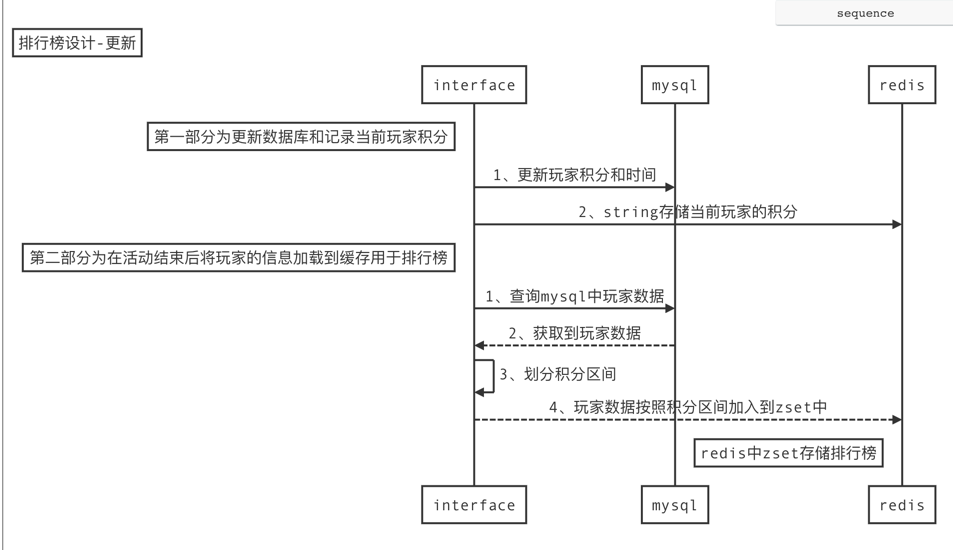 sequence
排行榜设计-更新
interface
mysql
redis
第一部分为更新数据库和记录当前玩家积分
1、更新玩家积分和时间
2、string存储当前玩家的积分
第二部分为在活动结束后将玩家的信息加载到缓存用于排行榜
1、查询mysql中玩家数据
2、获取到玩家数据
3、划分积分区间
4、玩家数据按照积分区间加入到zset中
redis中zset存储排行榜
interface
mysql
redis